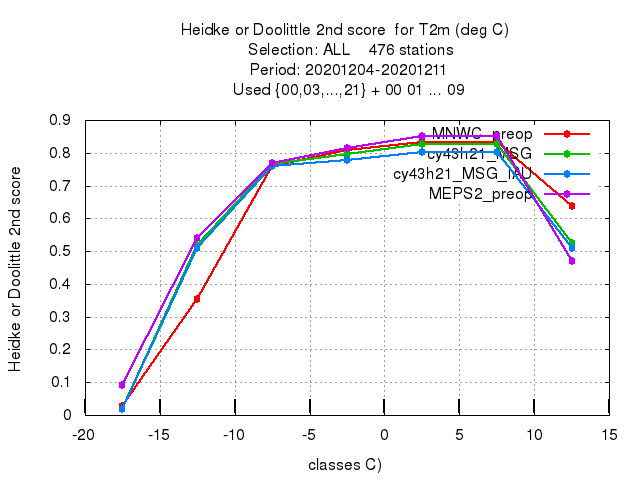 Heidke or Doolittle 2nd score  for T2m (deg C)
Selection: ALL    476 stations
Period: 20201204-20201211
Used {00,03,...,21} + 00 01 ... 09
Heidke or Doolittle 2nd score
0.9
0.8
0.7
0.6
0.5
0.4
0.3
0.2
0.1
0
MNWC_preop
cy43h21_MSG
cy43h21_MSG_IAU
MEPS2_preop
-20 -15 -10 -5 0 5 10 15
classes C)